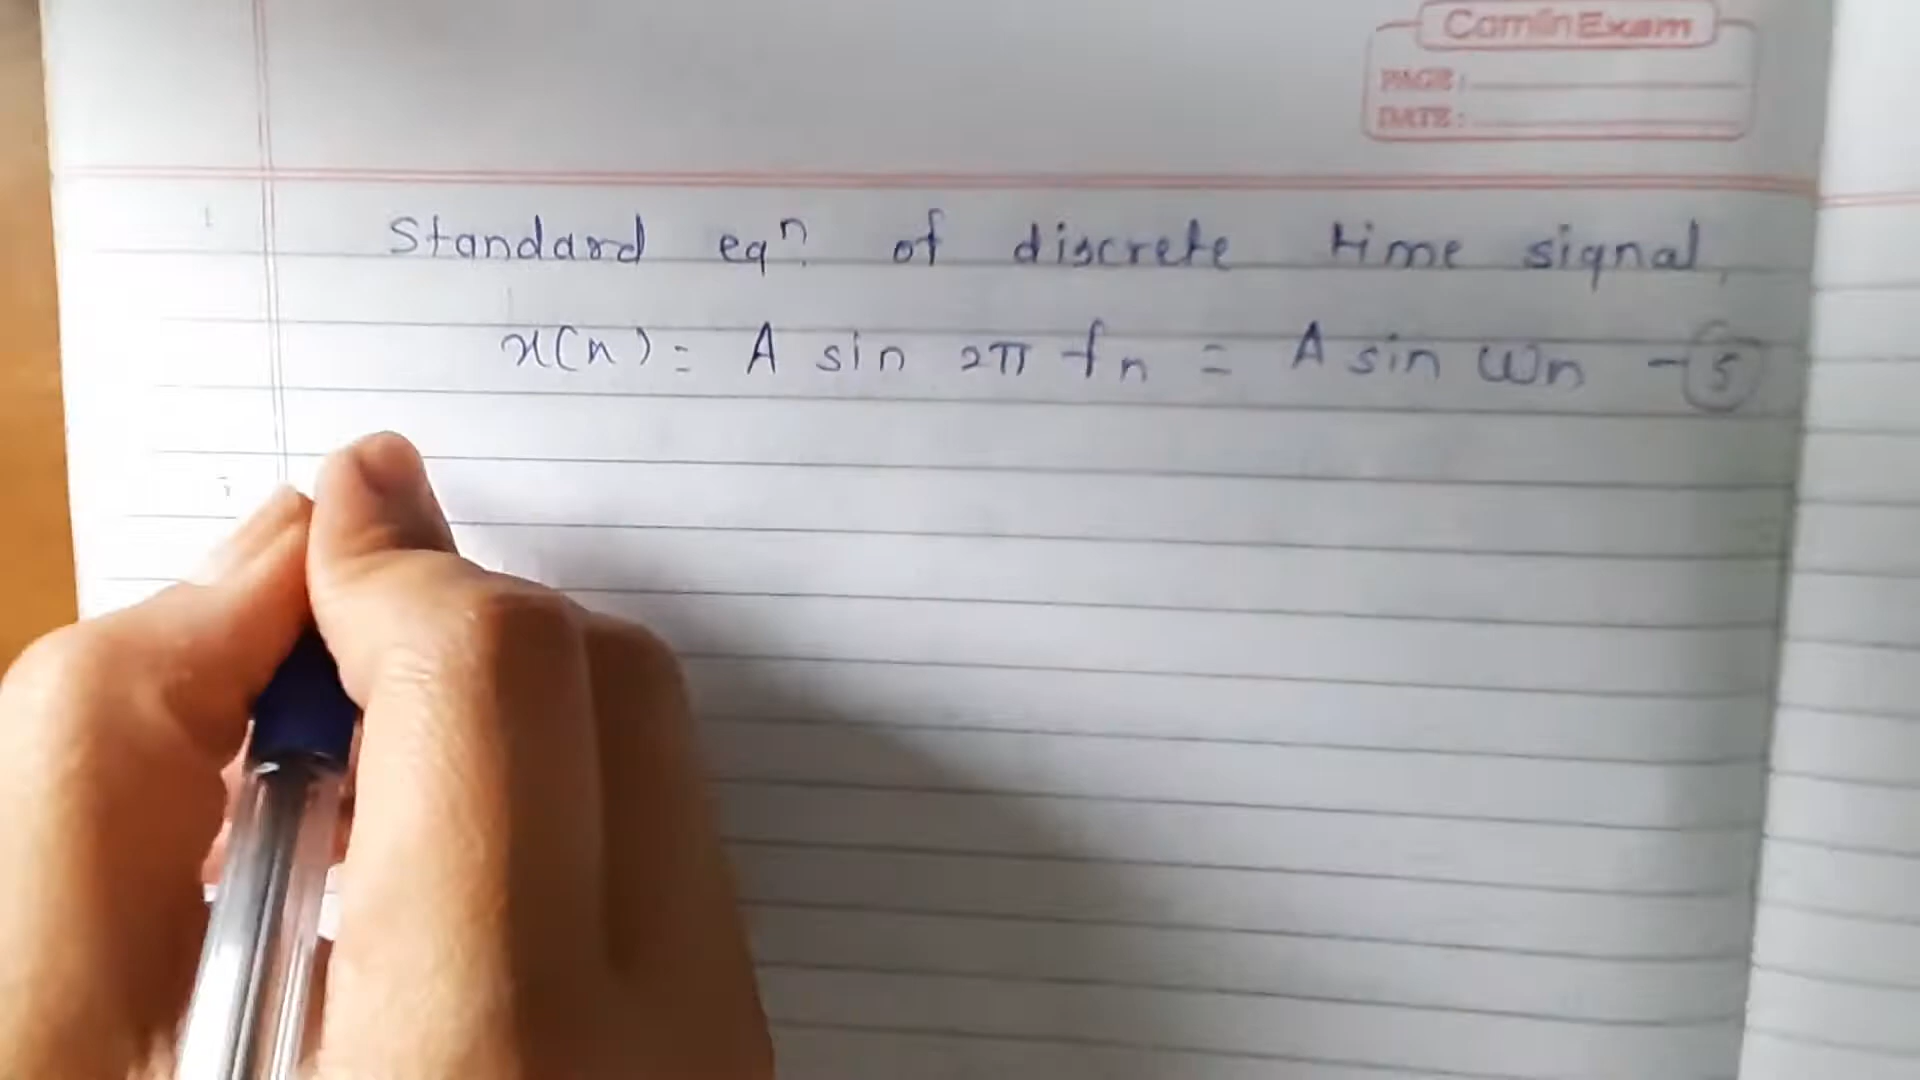 Camlin Exam
PAGE:
DATE:
Standard eqⁿ. of discrete time signal,
x(n) = A sin 2π fn = A sin ωn – ⑤